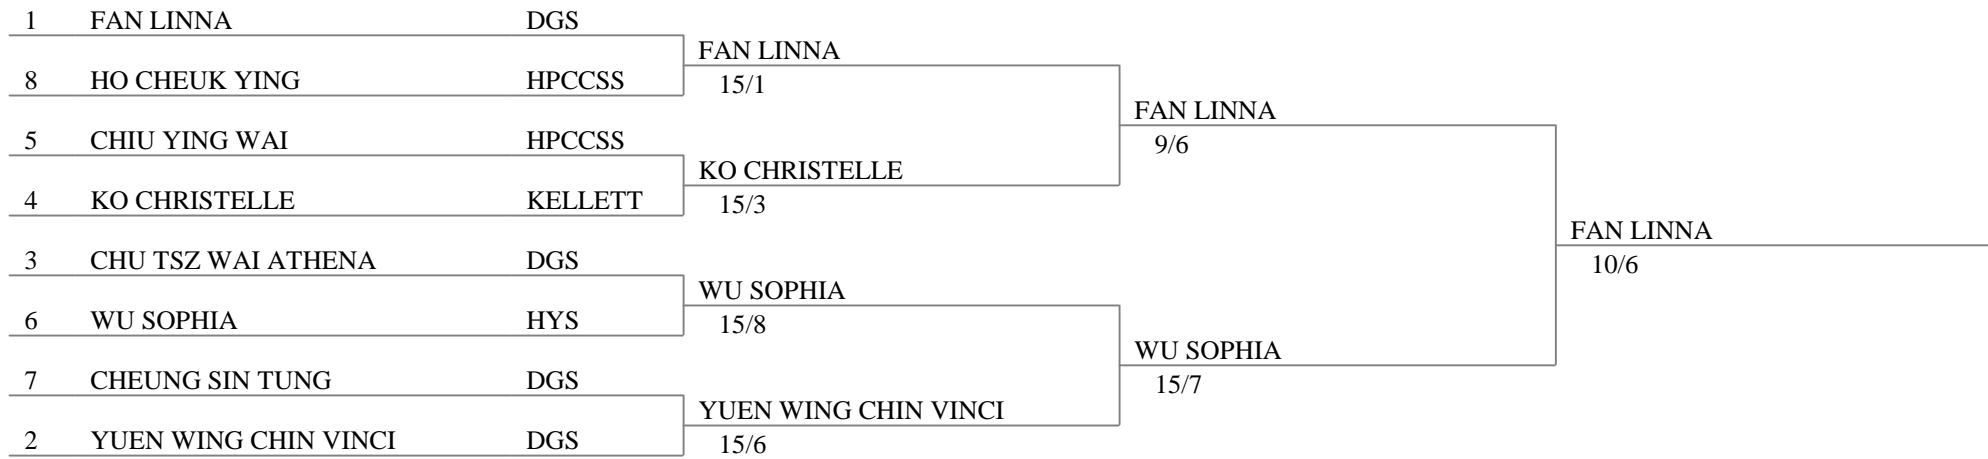 1 FAN LINNA DGS
FAN LINNA
8 HO CHEUK YING HPCCSS 15/1
FAN LINNA
5 CHIU YING WAI HPCCSS 9/6
KO CHRISTELLE
4 KO CHRISTELLE KELLETT 15/3
FAN LINNA
3 CHU TSZ WAI ATHENA DGS 10/6
WU SOPHIA
6 WU SOPHIA HYS 15/8
WU SOPHIA
7 CHEUNG SIN TUNG DGS 15/7
YUEN WING CHIN VINCI
2 YUEN WING CHIN VINCI DGS 15/6